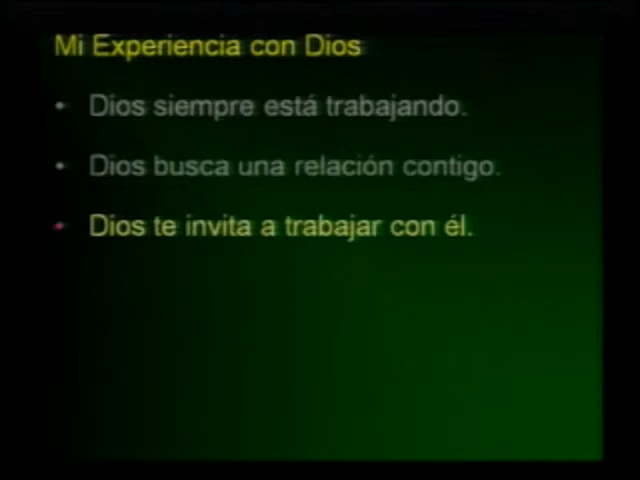 Mi Experiencia con Dios
• Dios siempre está trabajando.
• Dios busca una relación contigo.
• Dios te invita a trabajar con él.